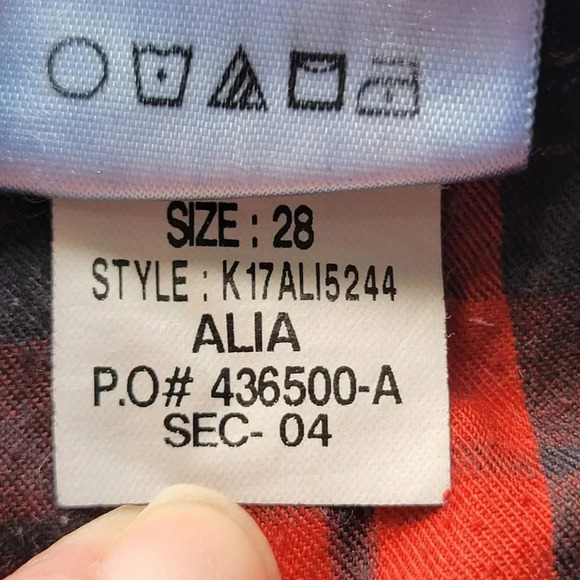 SIZE : 28
STYLE : K17ALI5244
ALIA
P.O# 436500-A
SEC- 04